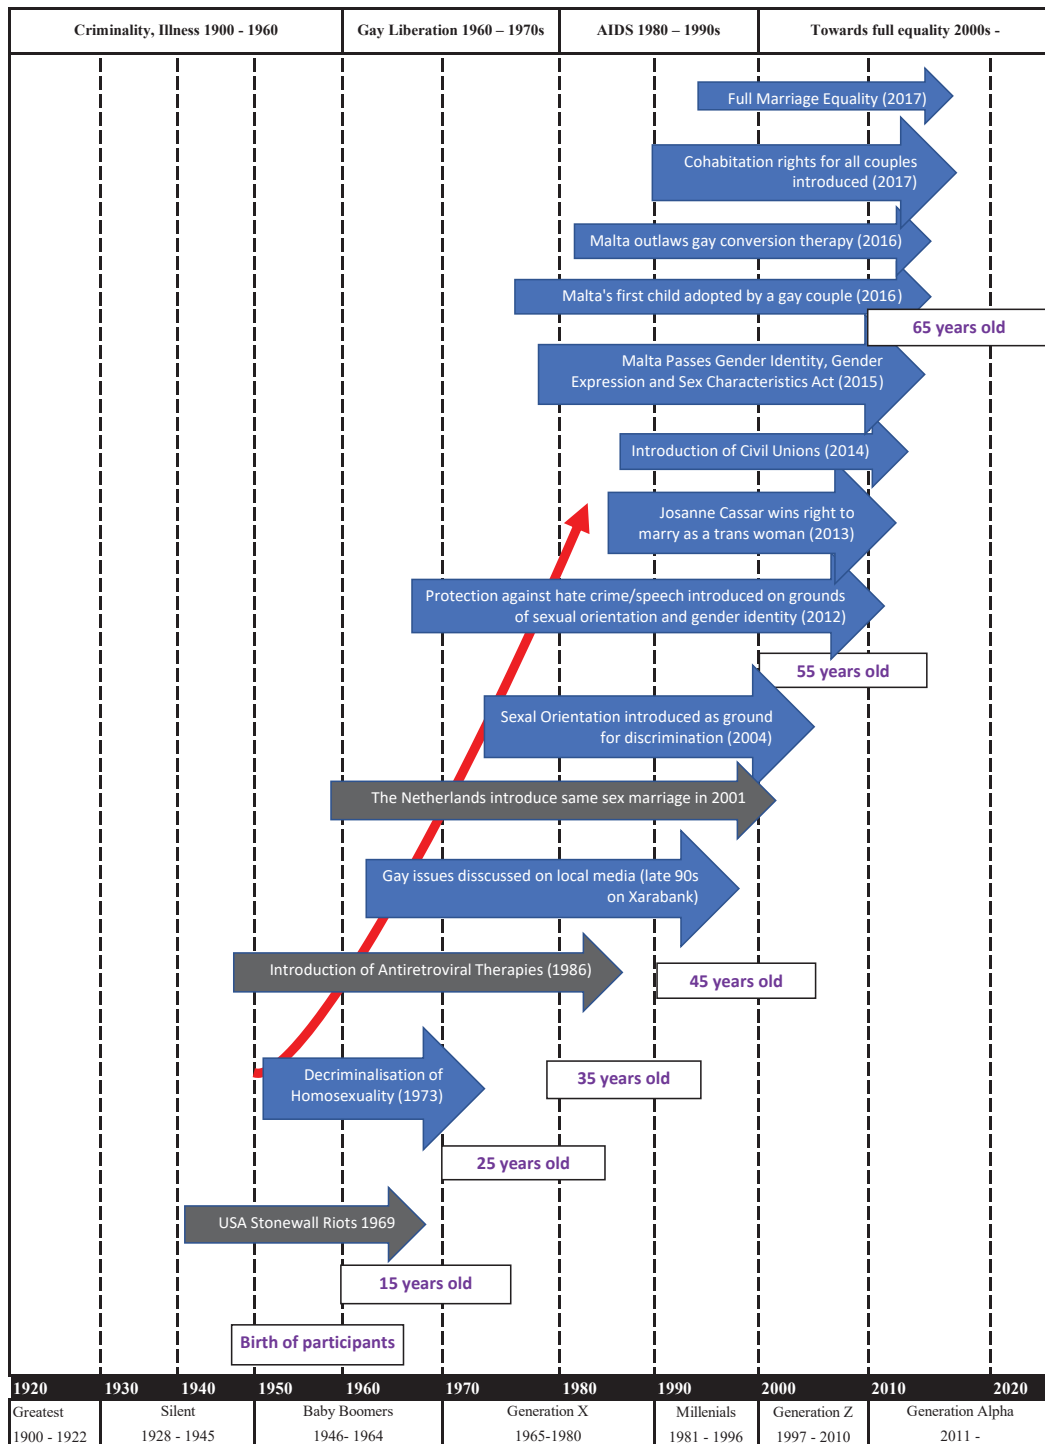 Criminality, Illness 1900 - 1960
Gay Liberation 1960 – 1970s
AIDS 1980 – 1990s
Towards full equality 2000s -
Full Marriage Equality (2017)
Cohabitation rights for all couples
introduced (2017)
Malta outlaws gay conversion therapy (2016)
Malta's first child adopted by a gay couple (2016)
65 years old
Malta Passes Gender Identity, Gender
Expression and Sex Characteristics Act (2015)
Introduction of Civil Unions (2014)
Josanne Cassar wins right to
marry as a trans woman (2013)
Protection against hate crime/speech introduced on grounds
of sexual orientation and gender identity (2012)
55 years old
Sexal Orientation introduced as ground
for discrimination (2004)
The Netherlands introduce same sex marriage in 2001
Gay issues disscussed on local media (late 90s
on Xarabank)
Introduction of Antiretroviral Therapies (1986)
45 years old
Decriminalisation of
Homosexuality (1973)
35 years old
25 years old
USA Stonewall Riots 1969
15 years old
Birth of participants
1920 1930 1940 1950 1960 1970 1980 1990 2000 2010 2020
Greatest Silent Baby Boomers Generation X Millenials Generation Z Generation Alpha
1900 - 1922 1928 - 1945 1946- 1964 1965-1980 1981 - 1996 1997 - 2010 2011 -